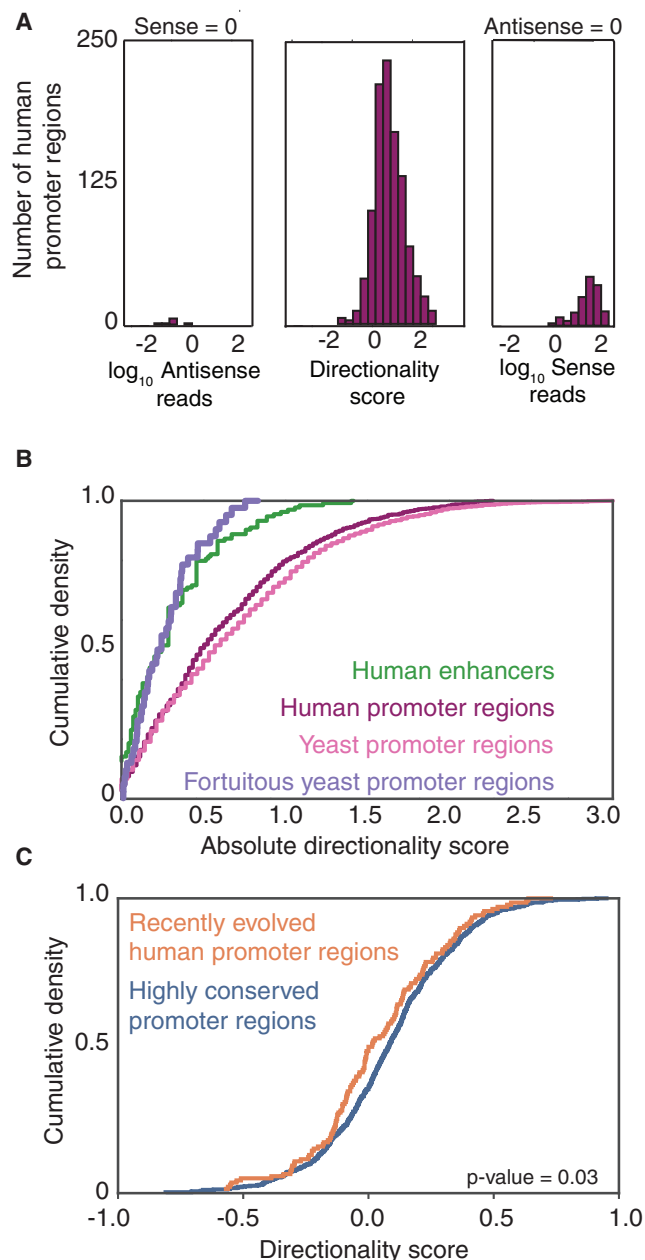 A
Sense = 0
Antisense = 0
Number of human
promoter regions
250
125
0
-2 0 2
log10 Antisense
reads
-2 0 2
Directionality
score
-2 0 2
log10 Sense
reads
B
Cumulative density
1.0
0.5
0
Human enhancers
Human promoter regions
Yeast promoter regions
Fortuitous yeast promoter regions
0.0 0.5 1.0 1.5 2.0 2.5 3.0
Absolute directionality score
C
Cumulative density
1.0
0.5
0
Recently evolved
human promoter regions
Highly conserved
promoter regions
p-value = 0.03
-1.0 -0.5 0.0 0.5 1.0
Directionality score